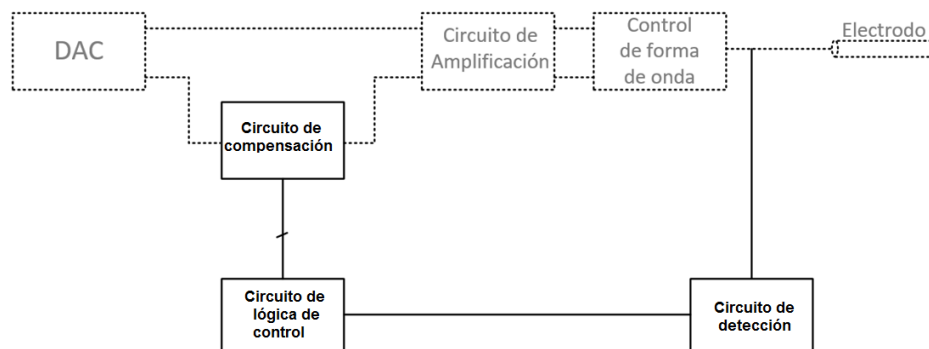 DAC
Circuito de
Amplificación
Control
de forma
de onda
Electrodo
Circuito de
compensación
Circuito de
lógica de
control
Circuito de
detección